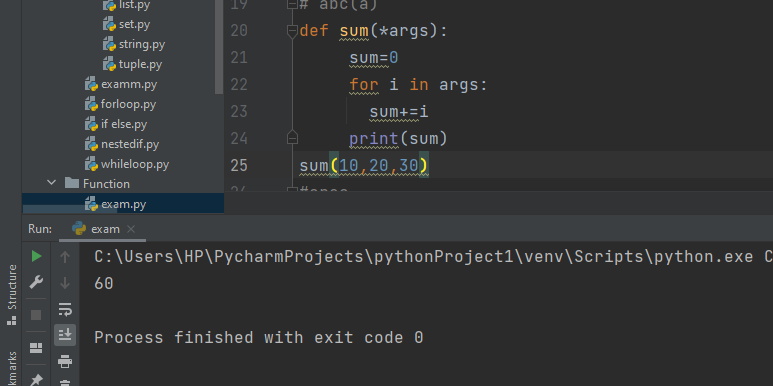 list.py
set.py
string.py
tuple.py
examm.py
forloop.py
if else.py
nestedif.py
whileloop.py
Function
exam.py
19 # abc(a)
20 def sum(*args):
21 sum=0
22 for i in args:
23 sum+=i
24 print(sum)
25 sum(10,20,30)
Run: exam ×
C:\Users\HP\PycharmProjects\pythonProject1\venv\Scripts\python.exe C
60
Process finished with exit code 0
Structure